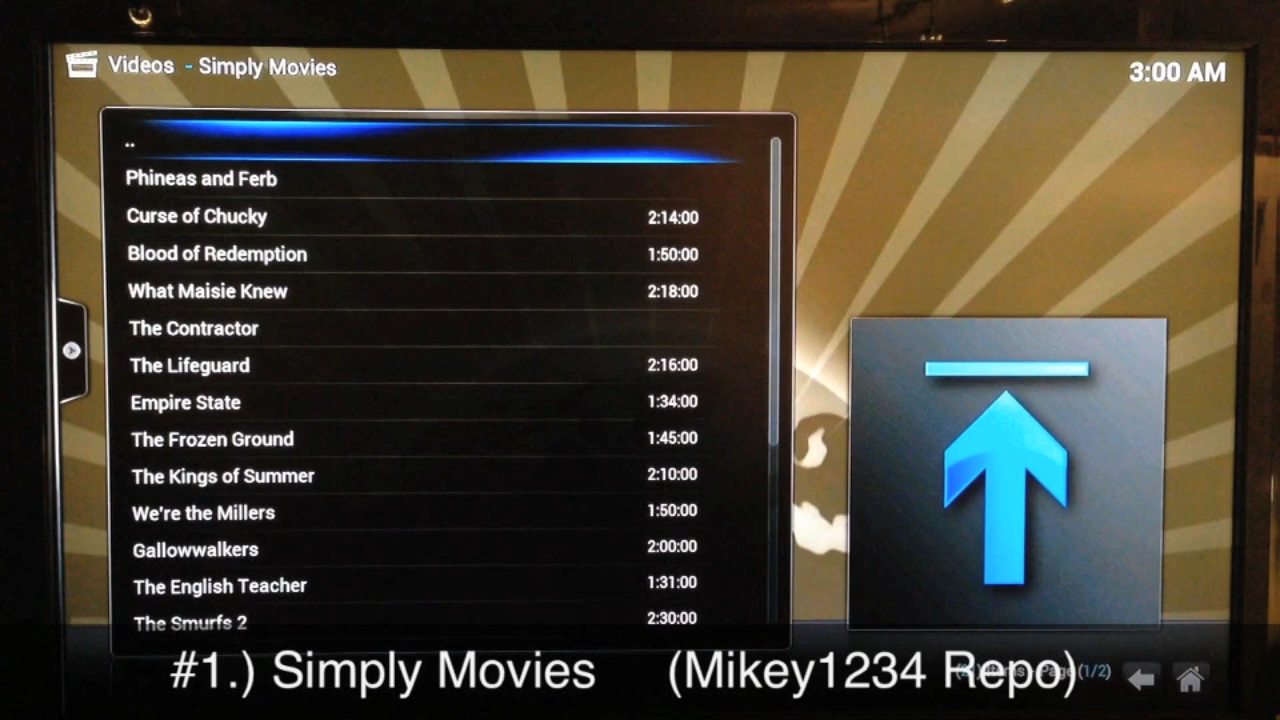 Videos - Simply Movies
3:00 AM
..
Phineas and Ferb
Curse of Chucky 2:14:00
Blood of Redemption 1:50:00
What Maisie Knew 2:18:00
The Contractor
The Lifeguard 2:16:00
Empire State 1:34:00
The Frozen Ground 1:45:00
The Kings of Summer 2:10:00
We're the Millers 1:50:00
Gallowwalkers 2:00:00
The English Teacher 1:31:00
The Smurfs 2 2:30:00
#1.) Simply Movies (Mikey1234 Repo)
Page (1/2)